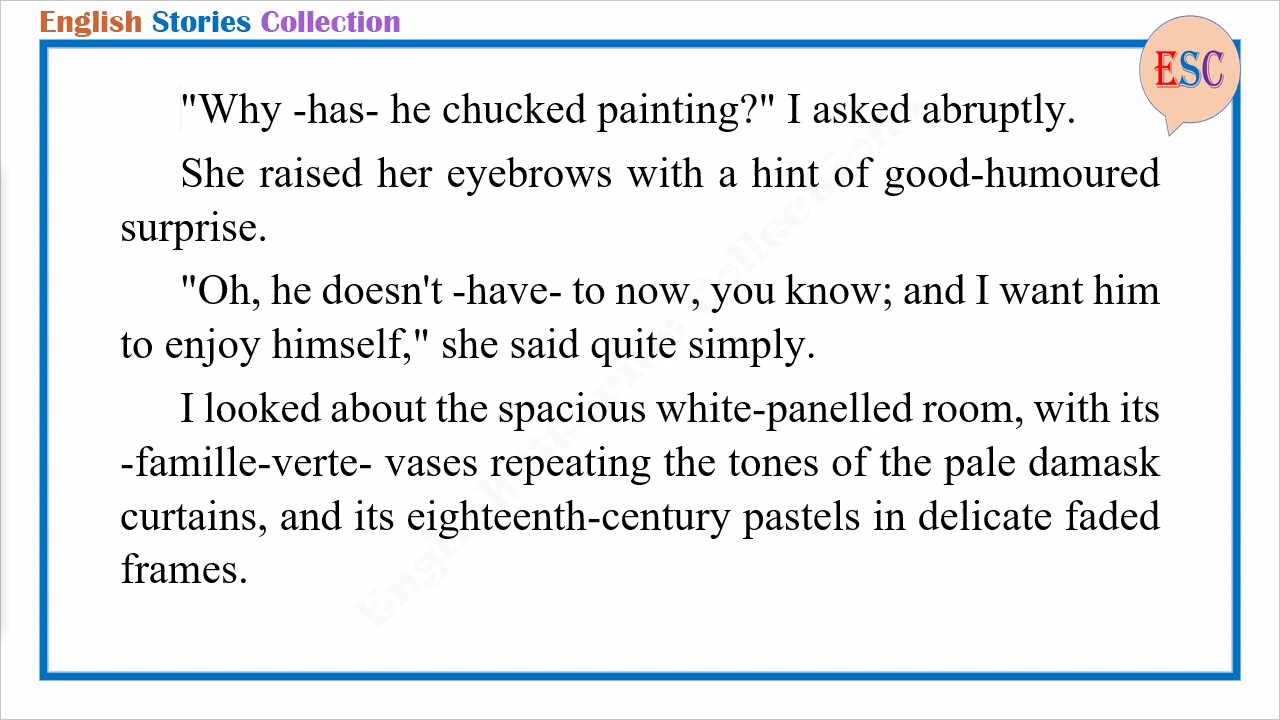 English Stories Collection
ESC
"Why -has- he chucked painting?" I asked abruptly.
She raised her eyebrows with a hint of good-humoured
surprise.
"Oh, he doesn't -have- to now, you know; and I want him
to enjoy himself," she said quite simply.
I looked about the spacious white-panelled room, with its
-famille-verte- vases repeating the tones of the pale damask
curtains, and its eighteenth-century pastels in delicate faded
frames.